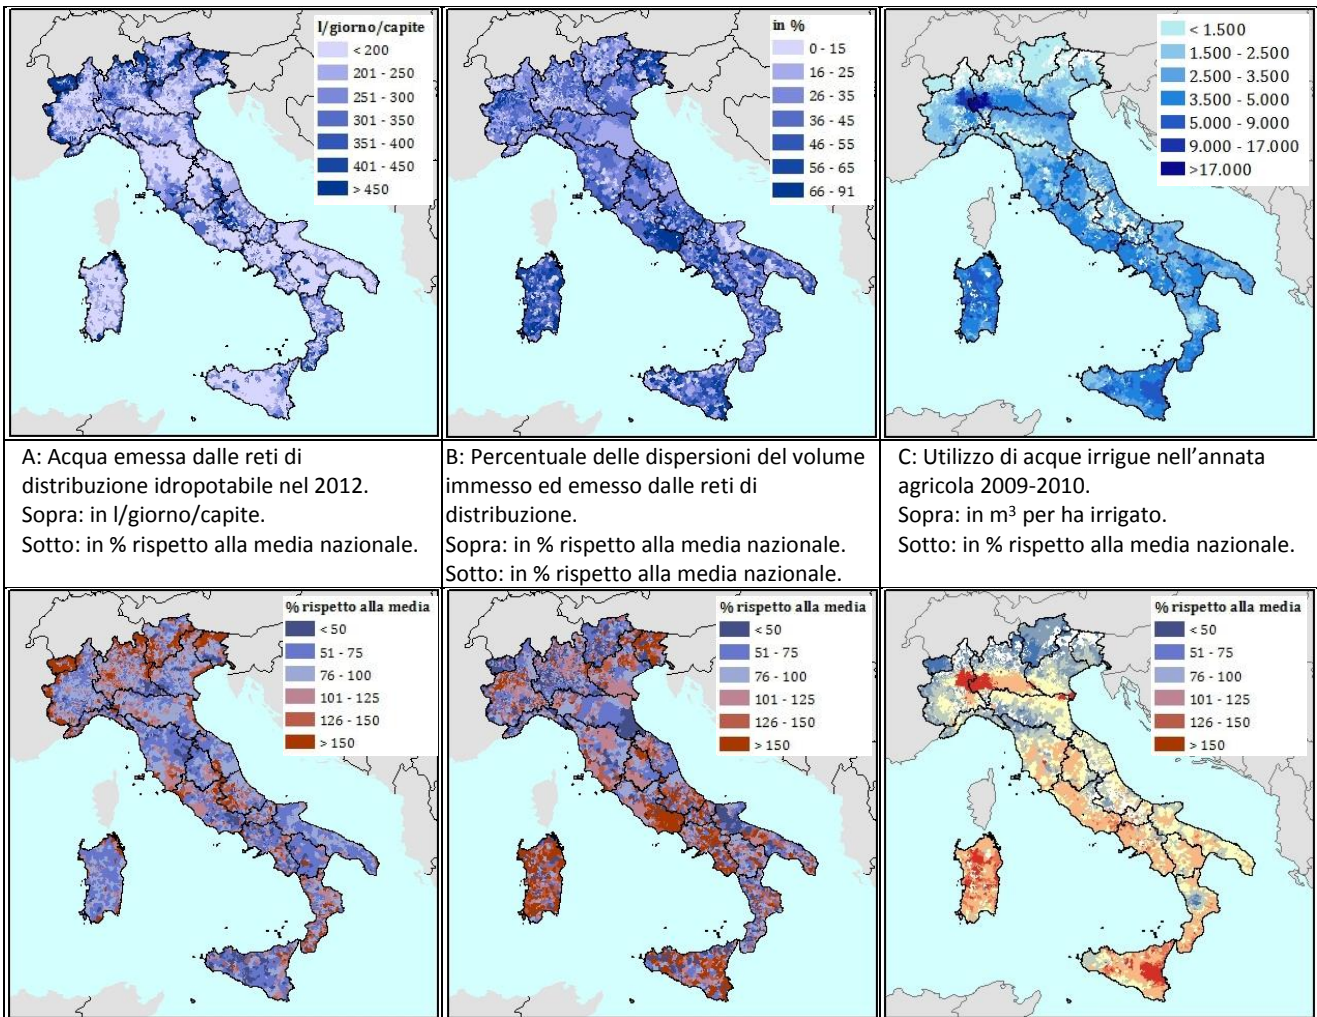 l/giorno/capite
< 200
201 - 250
251 - 300
301 - 350
351 - 400
401 - 450
> 450
in %
0 - 15
16 - 25
26 - 35
36 - 45
46 - 55
56 - 65
66 - 91
< 1.500
1.500 - 2.500
2.500 - 3.500
3.500 - 5.000
5.000 - 9.000
9.000 - 17.000
>17.000
A: Acqua emessa dalle reti di
distribuzione idropotabile nel 2012.
Sopra: in l/giorno/capite.
Sotto: in % rispetto alla media nazionale.
B: Percentuale delle dispersioni del volume
immesso ed emesso dalle reti di
distribuzione.
Sopra: in % rispetto alla media nazionale.
Sotto: in % rispetto alla media nazionale.
C: Utilizzo di acque irrigue nell’annata
agricola 2009-2010.
Sopra: in m³ per ha irrigato.
Sotto: in % rispetto alla media nazionale.
% rispetto alla media
< 50
51 - 75
76 - 100
101 - 125
126 - 150
> 150
% rispetto alla media
< 50
51 - 75
76 - 100
101 - 125
126 - 150
> 150
% rispetto alla media
< 50
51 - 75
76 - 100
101 - 125
126 - 150
> 150